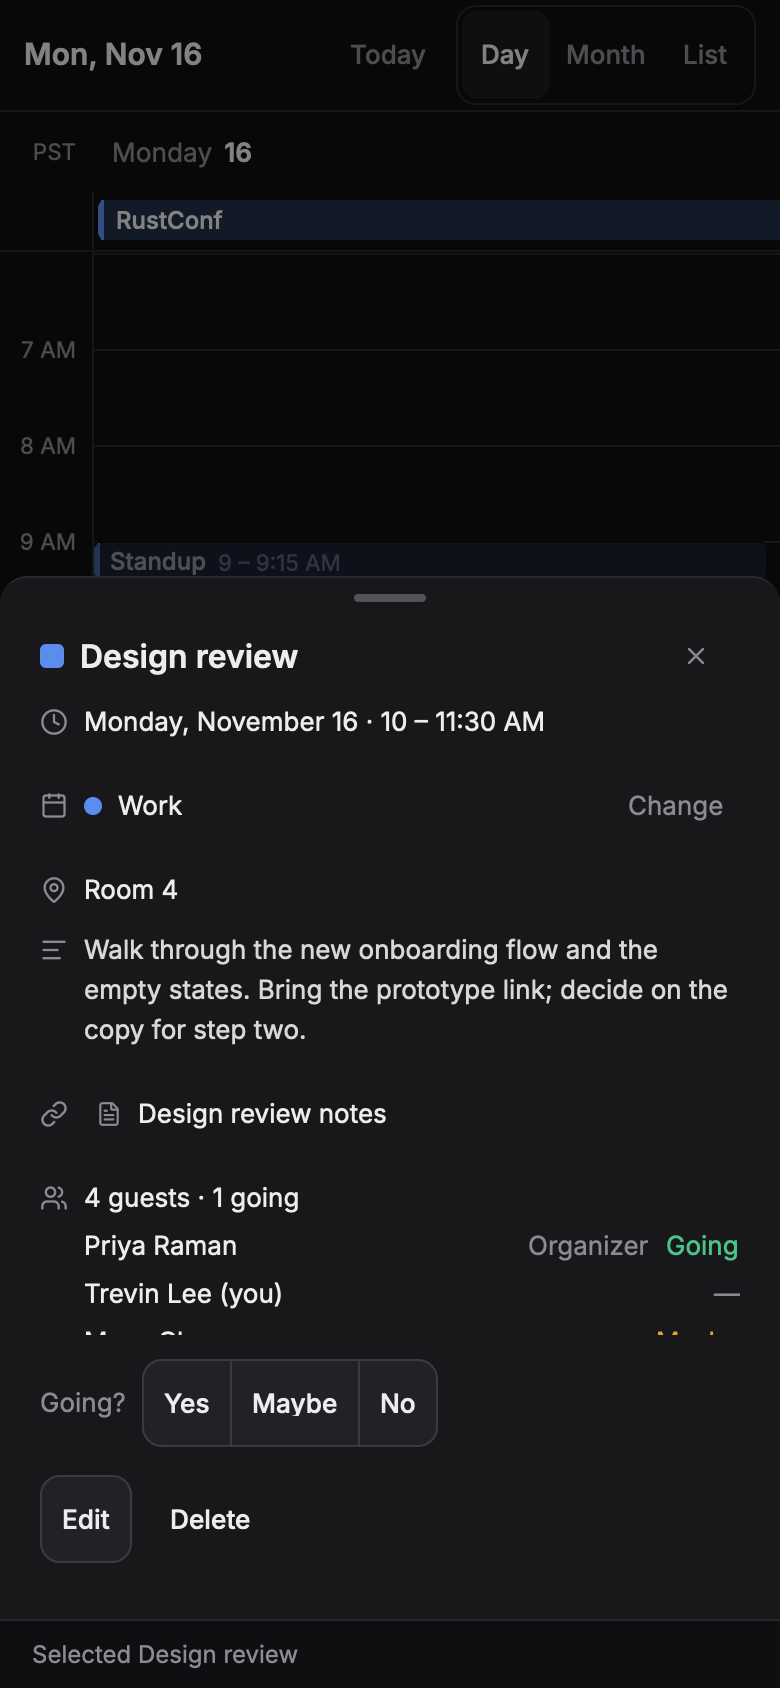 Mon, Nov 16 Today Day Month List
PST Monday 16
RustConf
7 AM
8 AM
9 AM
Standup 9 – 9:15 AM
Design review
Monday, November 16 · 10 – 11:30 AM
Work Change
Room 4
Walk through the new onboarding flow and the
empty states. Bring the prototype link; decide on the
copy for step two.
Design review notes
4 guests · 1 going
Priya Raman Organizer Going
Trevin Lee (you) —
Going? Yes Maybe No
Edit Delete
Selected Design review